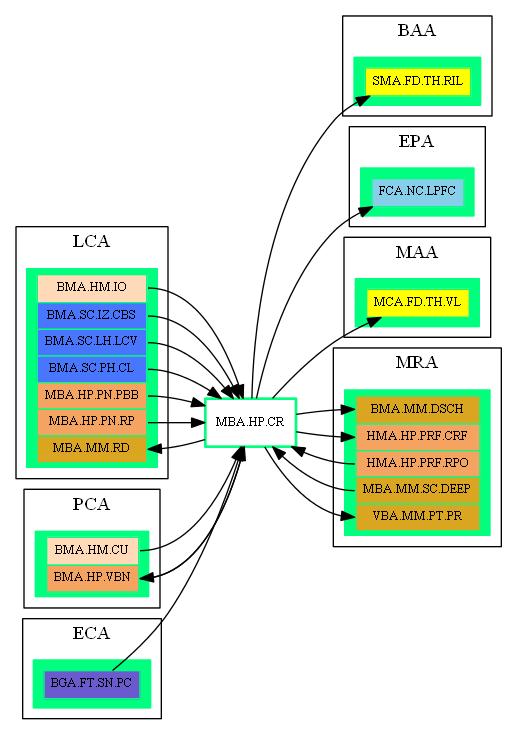 BAA
SMA.FD.TH.RIL
EPA
FCA.NC.LPFC
MAA
MCA.FD.TH.VL
LCA
BMA.HM.IO
BMA.SC.IZ.CBS
BMA.SC.LH.LCV
BMA.SC.PH.CL
MBA.HP.PN.PBB
MBA.HP.PN.RP
MBA.MM.RD
MBA.HP.CR
MRA
BMA.MM.DSCH
HMA.HP.PRF.CRF
HMA.HP.PRF.RPO
MBA.MM.SC.DEEP
VBA.MM.PT.PR
PCA
BMA.HM.CU
BMA.HP.VBN
ECA
BGA.FT.SN.PC